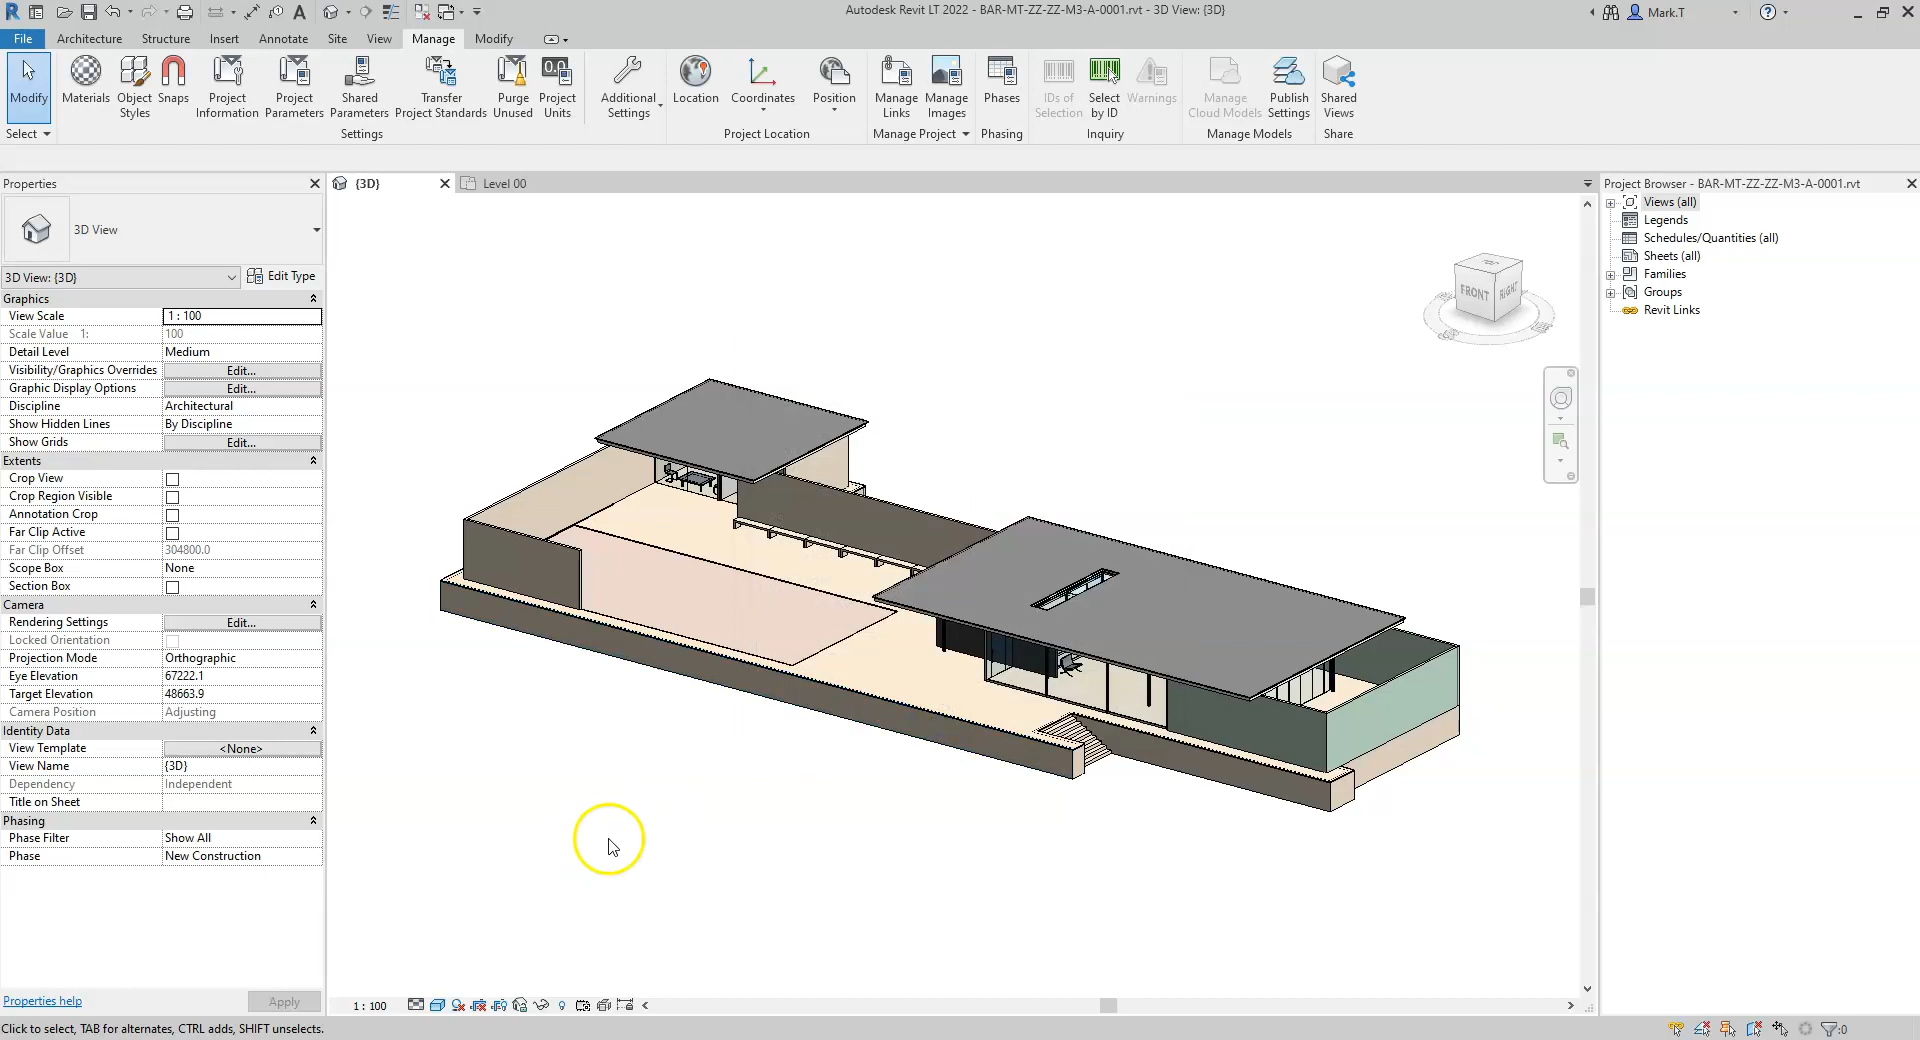 Autodesk Revit LT 2022 - BAR-MT-ZZ-ZZ-M3-A-0001.rvt - 3D View: {3D}
Mark.T
File Architecture Structure Insert Annotate Site View Manage Modify
Modify
Materials
Object Styles
Snaps
Project Information
Project Parameters
Shared Parameters
Transfer Project Standards
Purge Unused
0.0
Project Units
Additional Settings
Location
Coordinates
Position
Manage Links
Manage Images
Phases
IDs of Selection
Select by ID
Warnings
Manage Cloud Models
Publish Settings
Shared Views
Select
Settings
Project Location
Manage Project
Phasing
Inquiry
Manage Models
Share
Properties
{3D}
Level 00
Project Browser - BAR-MT-ZZ-ZZ-M3-A-0001.rvt
3D View
3D View: {3D}
Edit Type
Graphics
View Scale 1 : 100
Scale Value 1: 100
Detail Level Medium
Visibility/Graphics Overrides Edit...
Graphic Display Options Edit...
Discipline Architectural
Show Hidden Lines By Discipline
Show Grids Edit...
Extents
Crop View
Crop Region Visible
Annotation Crop
Far Clip Active
Far Clip Offset 304800.0
Scope Box None
Section Box
Camera
Rendering Settings Edit...
Locked Orientation
Projection Mode Orthographic
Eye Elevation 67222.1
Target Elevation 48663.9
Camera Position Adjusting
Identity Data
View Template <None>
View Name {3D}
Dependency Independent
Title on Sheet
Phasing
Phase Filter Show All
Phase New Construction
Properties help
Apply
FRONT
RIGHT
Views (all)
Legends
Schedules/Quantities (all)
Sheets (all)
Families
Groups
Revit Links
1 : 100
Click to select, TAB for alternates, CTRL adds, SHIFT unselects.
:0